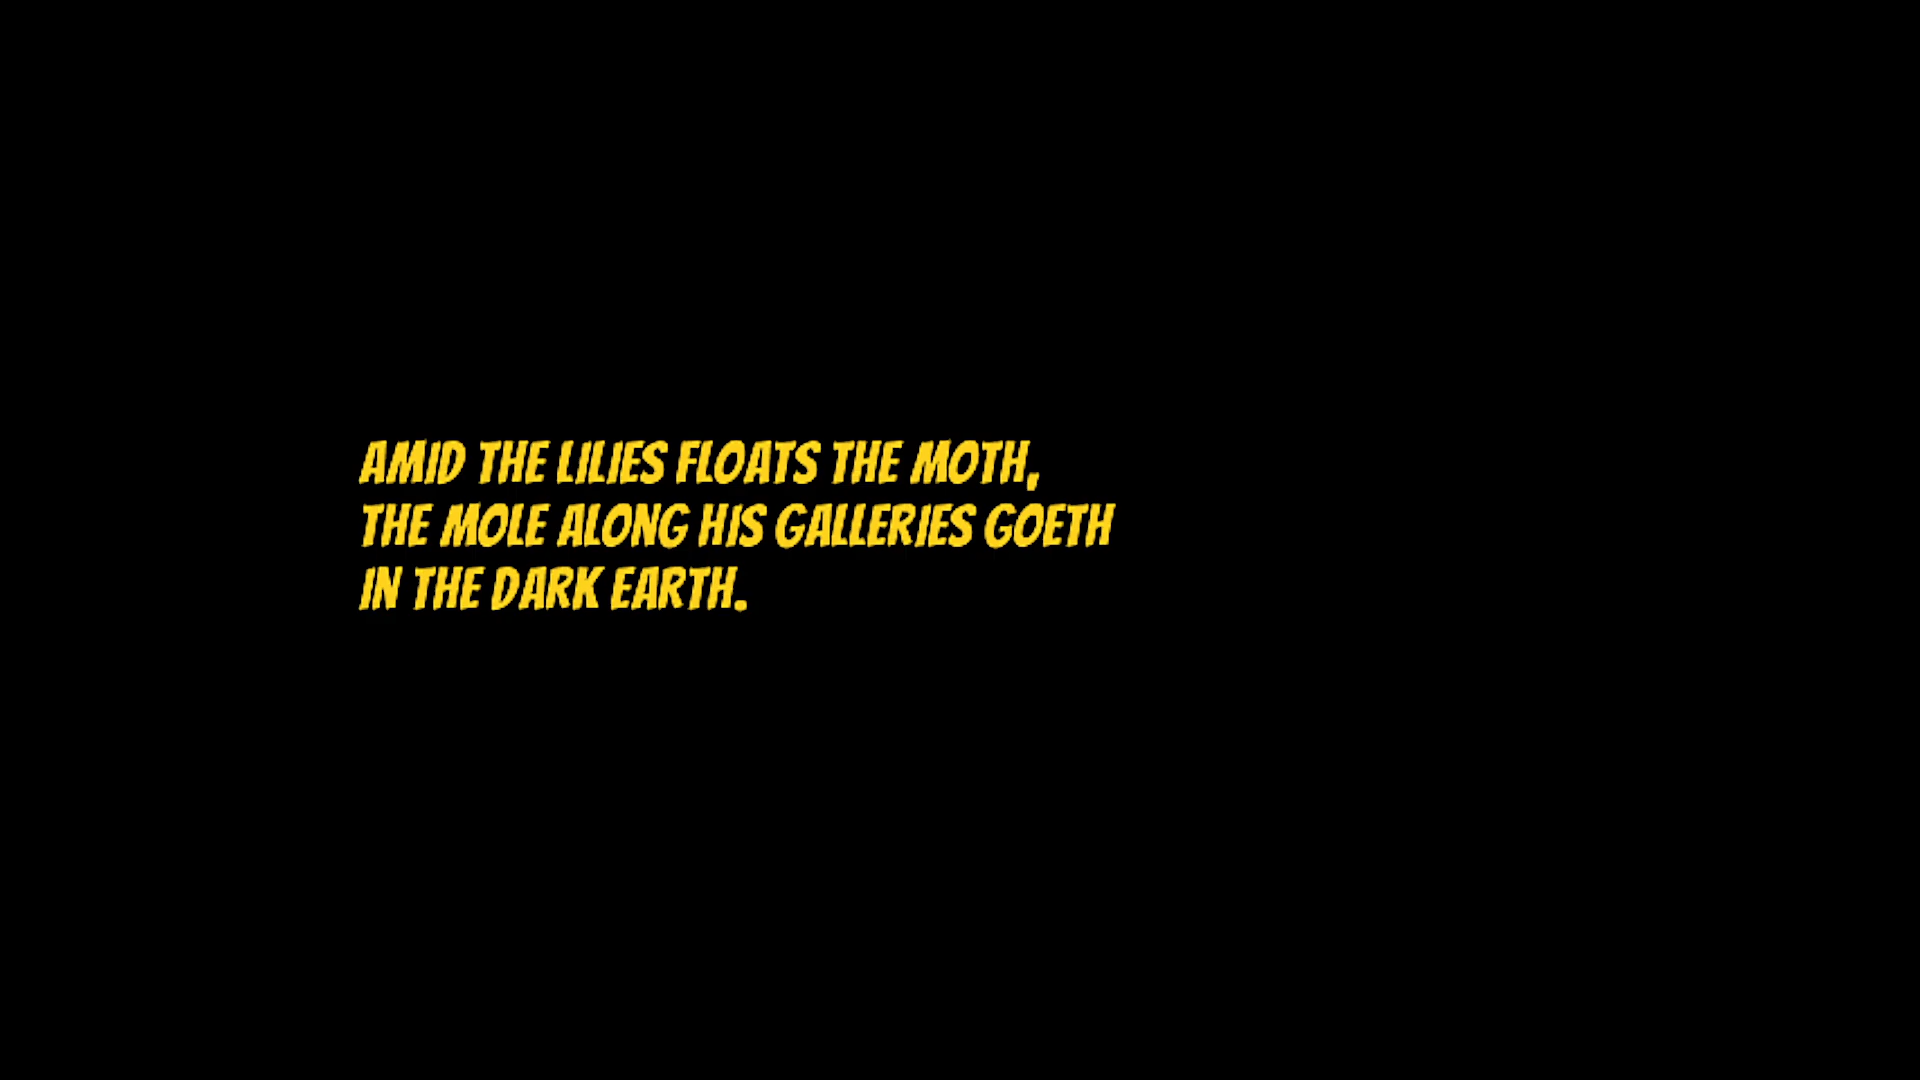 AMID THE LILIES FLOATS THE MOTH,
THE MOLE ALONG HIS GALLERIES GOETH
IN THE DARK EARTH.